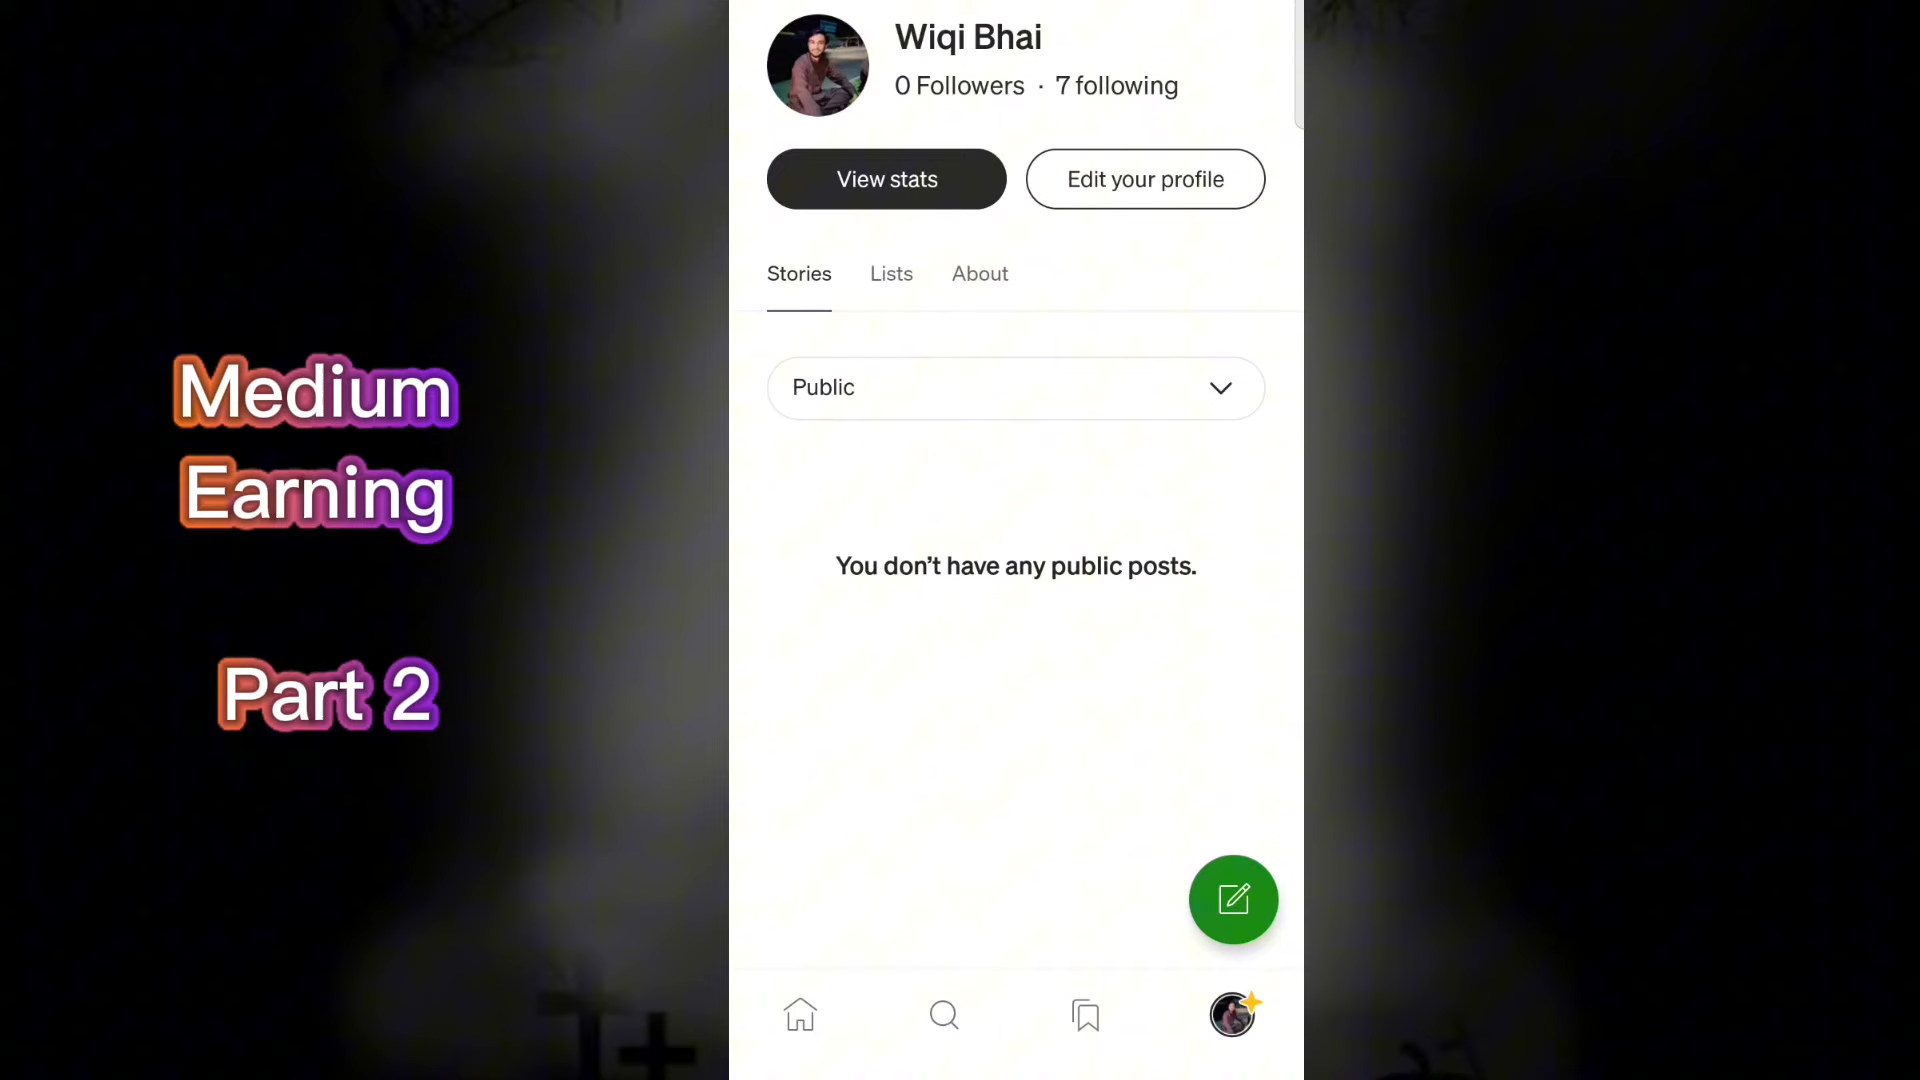 Medium
Earning
Part 2
Wiqi Bhai
0 Followers · 7 following
View stats
Edit your profile
Stories
Lists
About
Public
You don’t have any public posts.